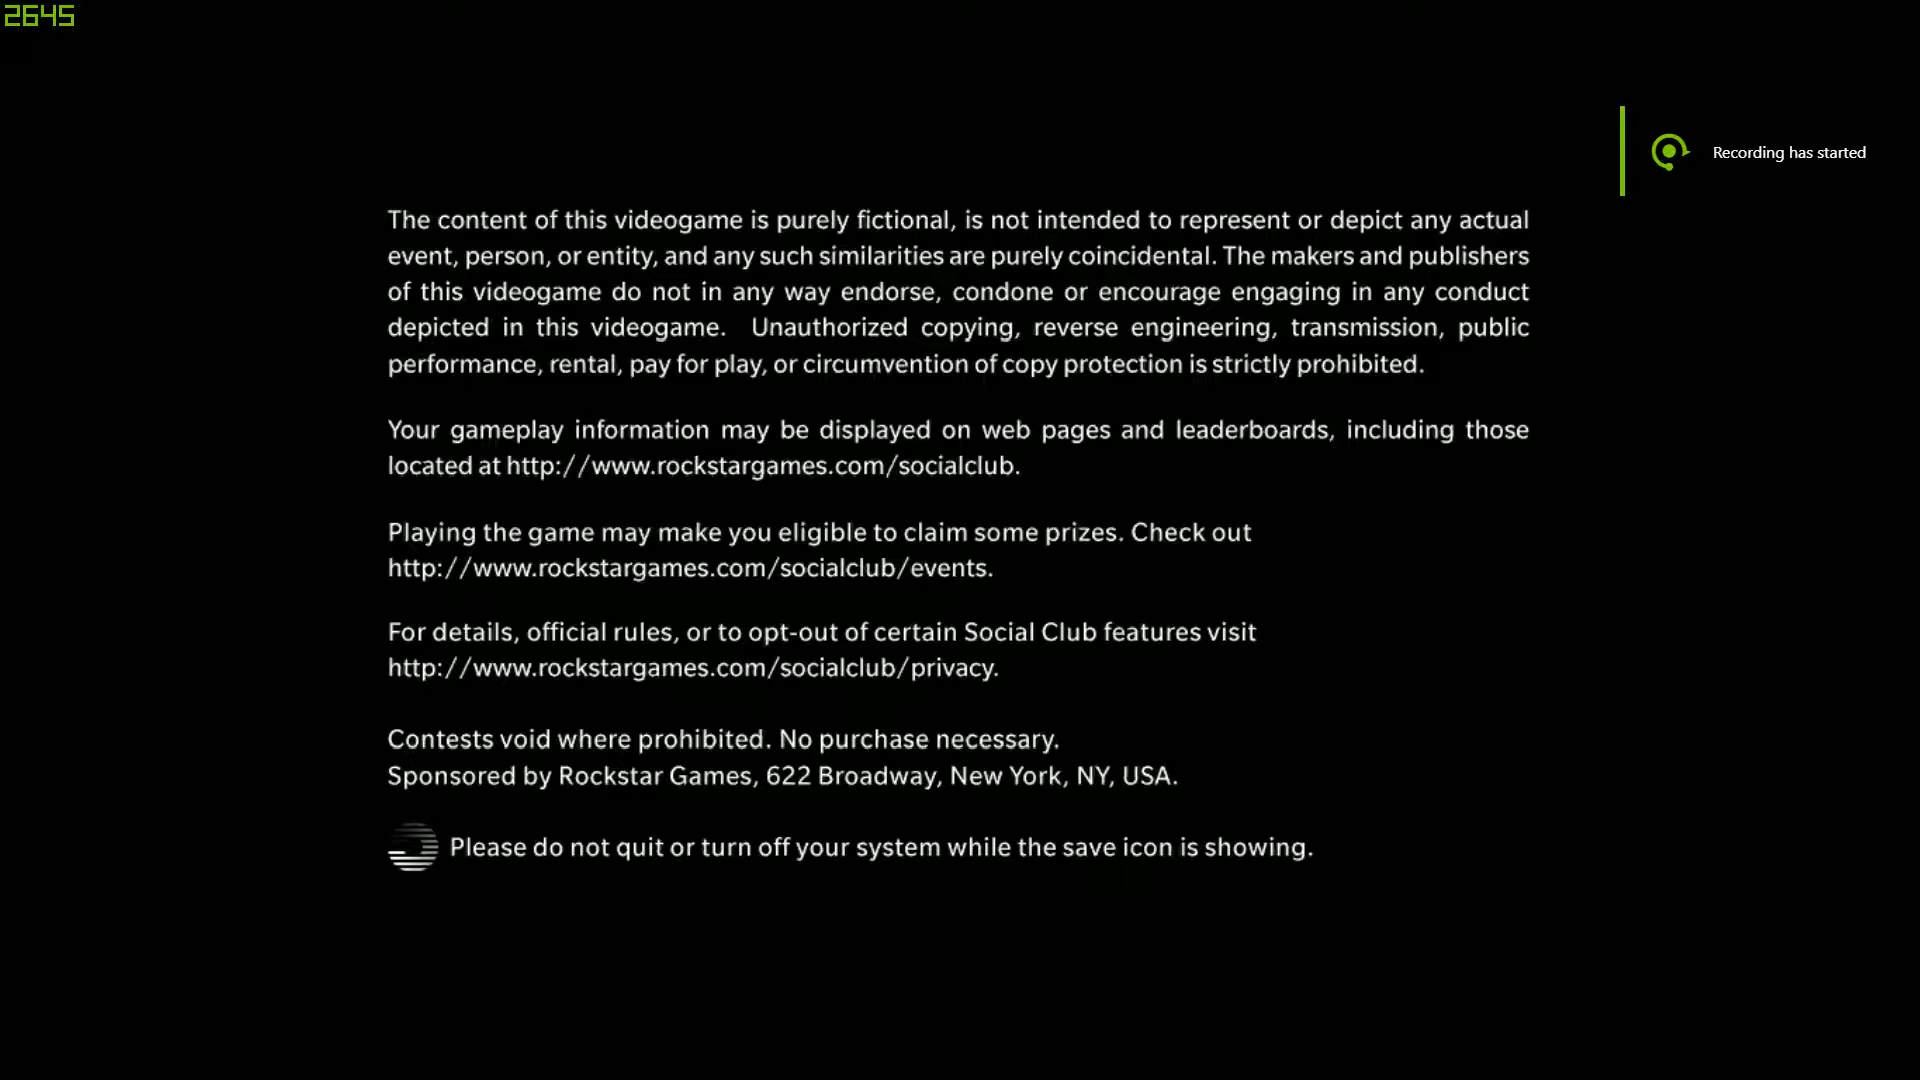 2645
Recording has started
The content of this videogame is purely fictional, is not intended to represent or depict any actual
event, person, or entity, and any such similarities are purely coincidental. The makers and publishers
of this videogame do not in any way endorse, condone or encourage engaging in any conduct
depicted in this videogame. Unauthorized copying, reverse engineering, transmission, public
performance, rental, pay for play, or circumvention of copy protection is strictly prohibited.
Your gameplay information may be displayed on web pages and leaderboards, including those
located at http://www.rockstargames.com/socialclub.
Playing the game may make you eligible to claim some prizes. Check out
http://www.rockstargames.com/socialclub/events.
For details, official rules, or to opt-out of certain Social Club features visit
http://www.rockstargames.com/socialclub/privacy.
Contests void where prohibited. No purchase necessary.
Sponsored by Rockstar Games, 622 Broadway, New York, NY, USA.
Please do not quit or turn off your system while the save icon is showing.